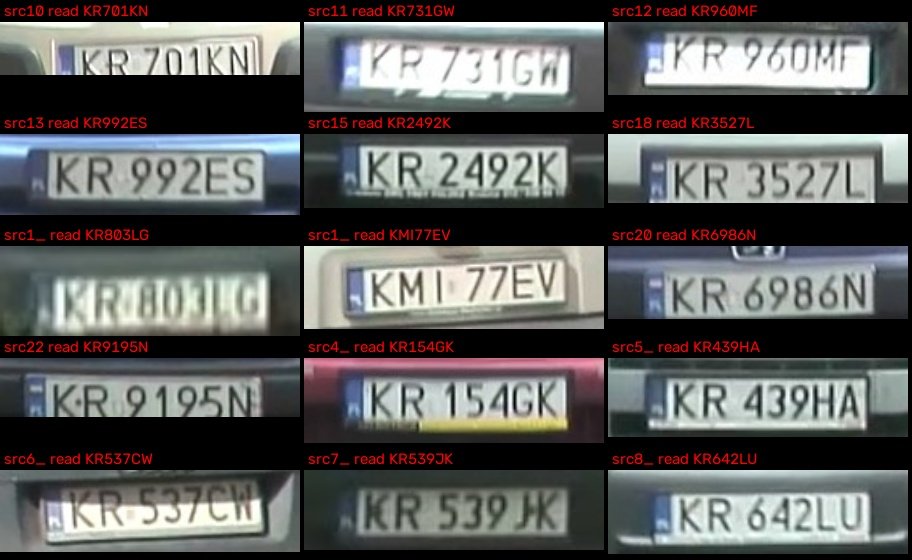 src10 read KR701KN
src11 read KR731GW
src12 read KR960MF
KR 701KN
KR 731GW
KR 960MF
src13 read KR992ES
src15 read KR2492K
src18 read KR3527L
KR 992ES
KR 2492K
KR 3527L
src1_ read KR803LG
src1_ read KMI77EV
src20 read KR6986N
KR 803LG
KMI 77EV
KR 6986N
src22 read KR9195N
src4_ read KR154GK
src5_ read KR439HA
KR 9195N
KR 154GK
KR 439HA
src6_ read KR537CW
src7_ read KR539JK
src8_ read KR642LU
KR 537CW
KR 539JK
KR 642LU